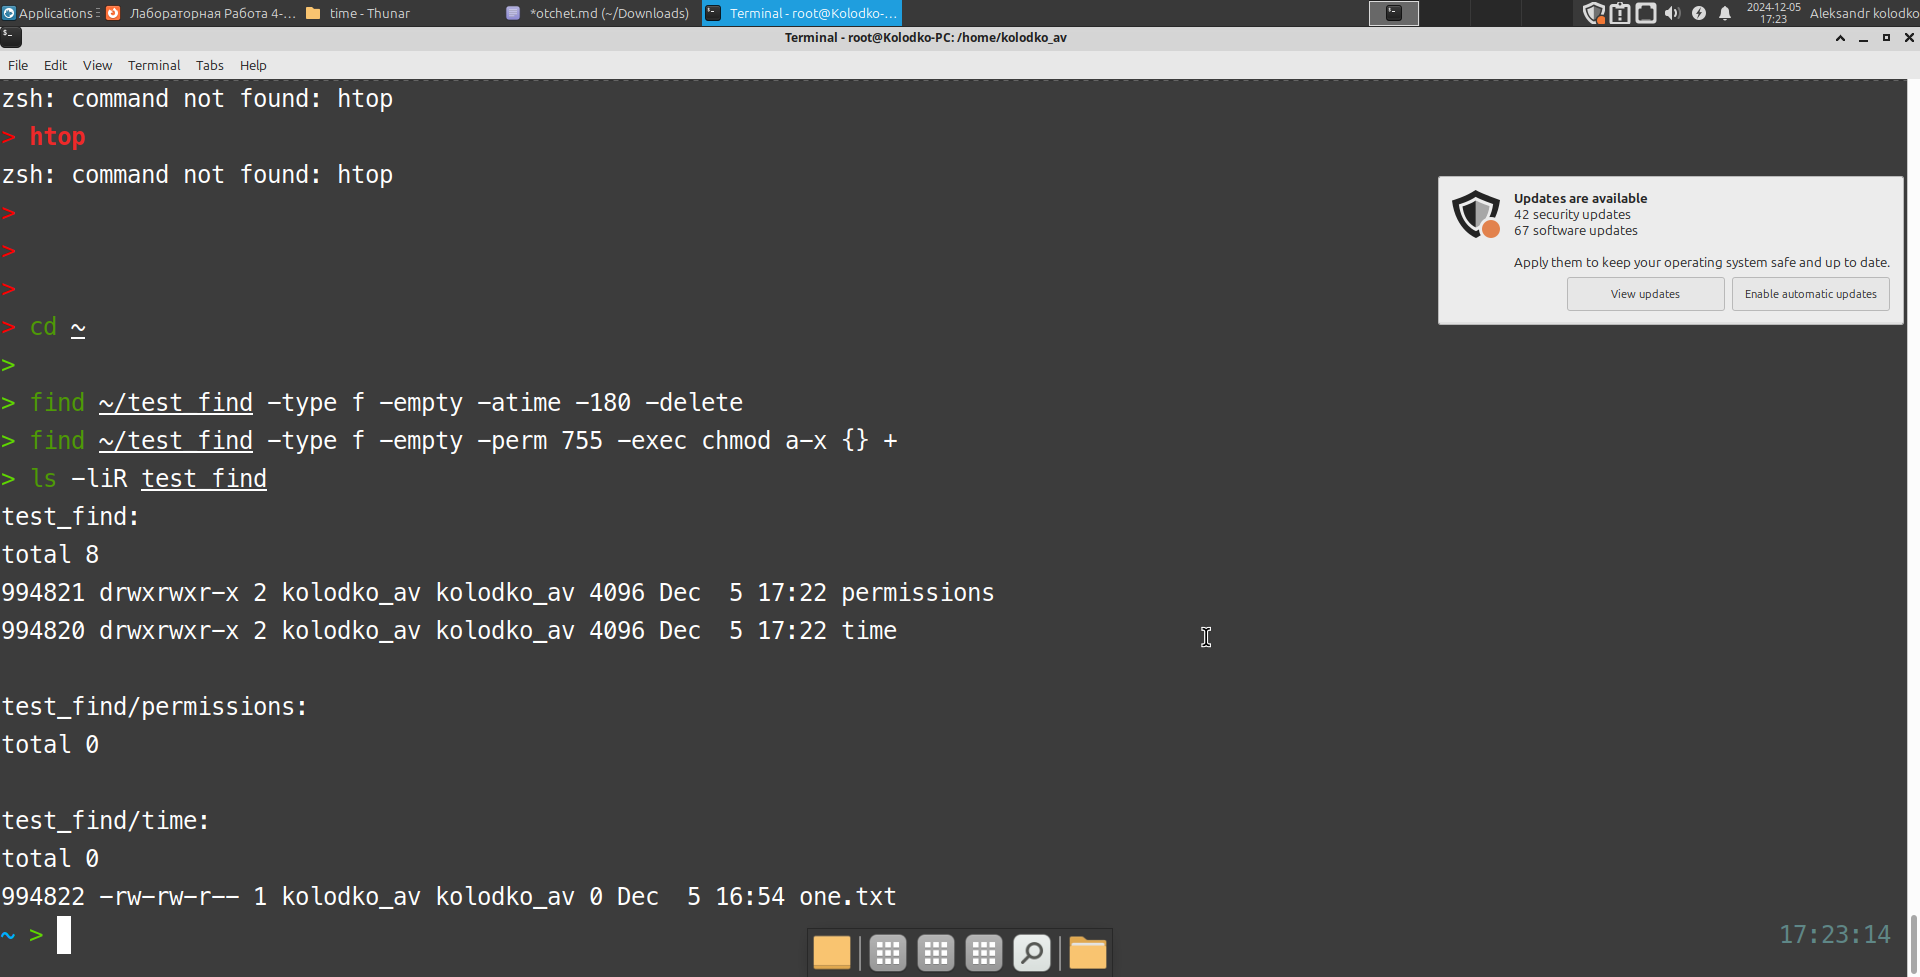 Applications
Лабораторная Работа 4-...
time - Thunar
*otchet.md (~/Downloads)
Terminal - root@Kolodko-...
2024-12-05
17:23
Aleksandr kolodko
Terminal - root@Kolodko-PC: /home/kolodko_av
File Edit View Terminal Tabs Help
zsh: command not found: htop
> htop
zsh: command not found: htop
>
>
>
> cd ~
>
> find ~/test_find -type f -empty -atime -180 -delete
> find ~/test_find -type f -empty -perm 755 -exec chmod a-x {} +
> ls -liR test_find
test_find:
total 8
994821 drwxrwxr-x 2 kolodko_av kolodko_av 4096 Dec  5 17:22 permissions
994820 drwxrwxr-x 2 kolodko_av kolodko_av 4096 Dec  5 17:22 time
test_find/permissions:
total 0
test_find/time:
total 0
994822 -rw-rw-r-- 1 kolodko_av kolodko_av 0 Dec  5 16:54 one.txt
~ >
17:23:14
Updates are available
42 security updates
67 software updates
Apply them to keep your operating system safe and up to date.
View updates
Enable automatic updates